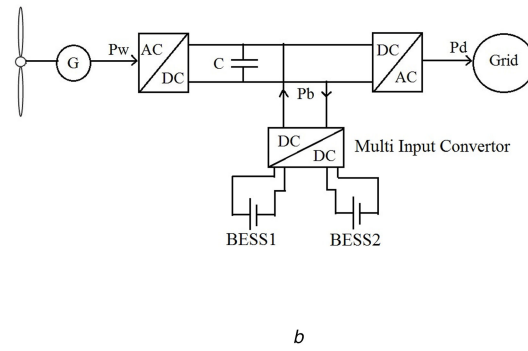 G
Pw
AC
DC
C
DC
AC
Pd
Grid
Pb
DC
DC
Multi Input Convertor
BESS1
BESS2
b